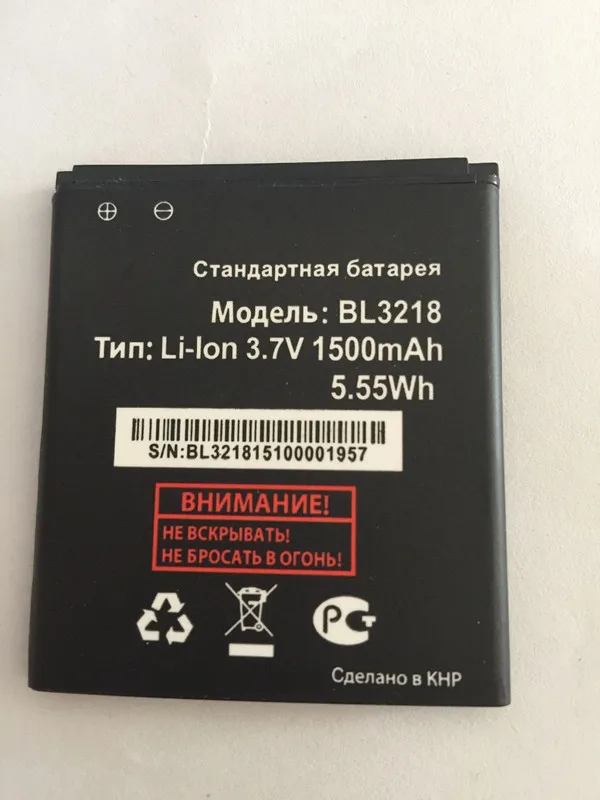 Стандартная батарея
Модель: BL3218
Тип: Li-Ion 3.7V 1500mAh
5.55Wh
S/N:BL321815100001957
ВНИМАНИЕ!
НЕ ВСКРЫВАТЬ!
НЕ БРОСАТЬ В ОГОНЬ!
Сделано в КНР